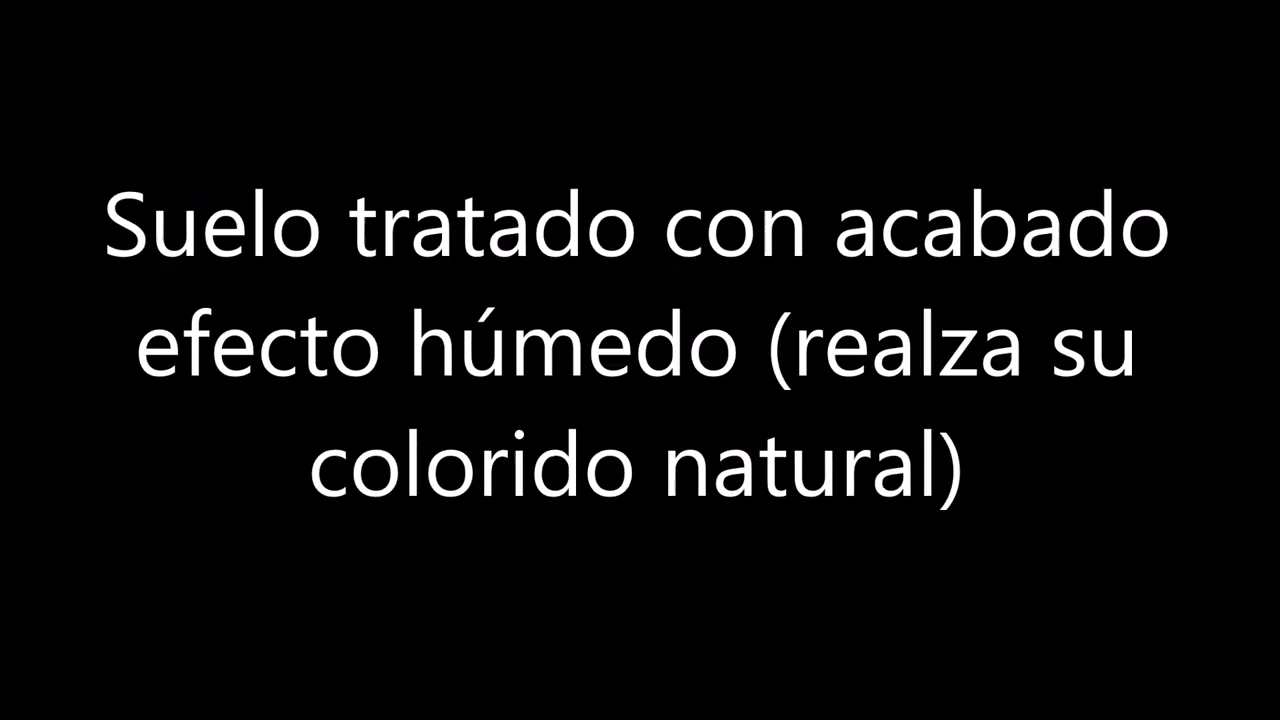 Suelo tratado con acabado
efecto húmedo (realza su
colorido natural)